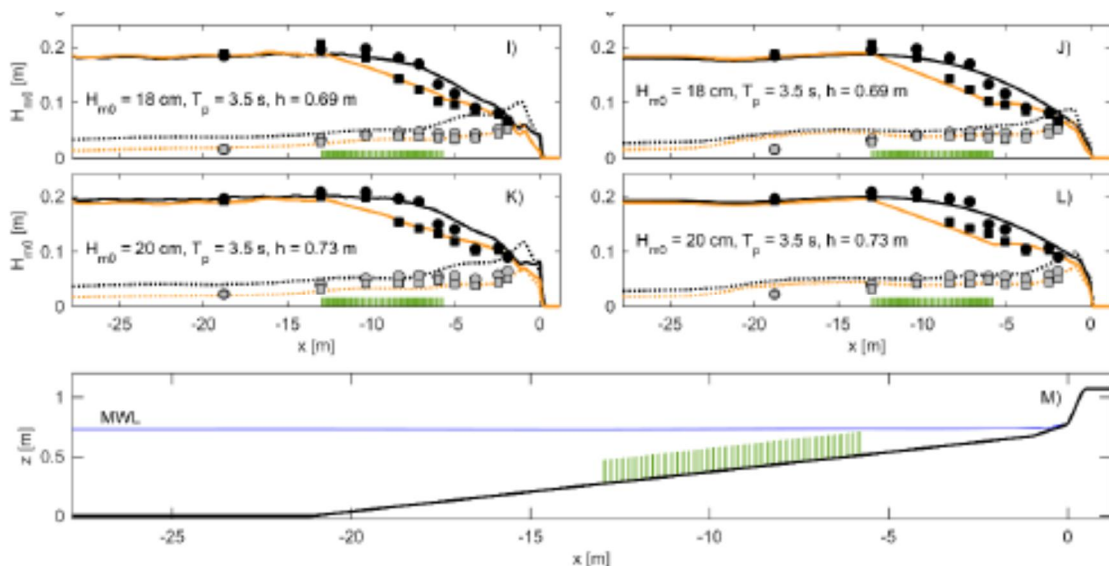 I) J)
0.2 0.2
H_m0 [m] 0.1 0.1
H_m0 = 18 cm, T_p = 3.5 s, h = 0.69 m H_m0 = 18 cm, T_p = 3.5 s, h = 0.69 m
0 0
K) L)
0.2 0.2
H_m0 [m] 0.1 0.1
H_m0 = 20 cm, T_p = 3.5 s, h = 0.73 m H_m0 = 20 cm, T_p = 3.5 s, h = 0.73 m
0 0
-25 -20 -15 -10 -5 0 -25 -20 -15 -10 -5 0
x [m] x [m]
M)
1
MWL
z [m] 0.5
0
-25 -20 -15 -10 -5 0
x [m]